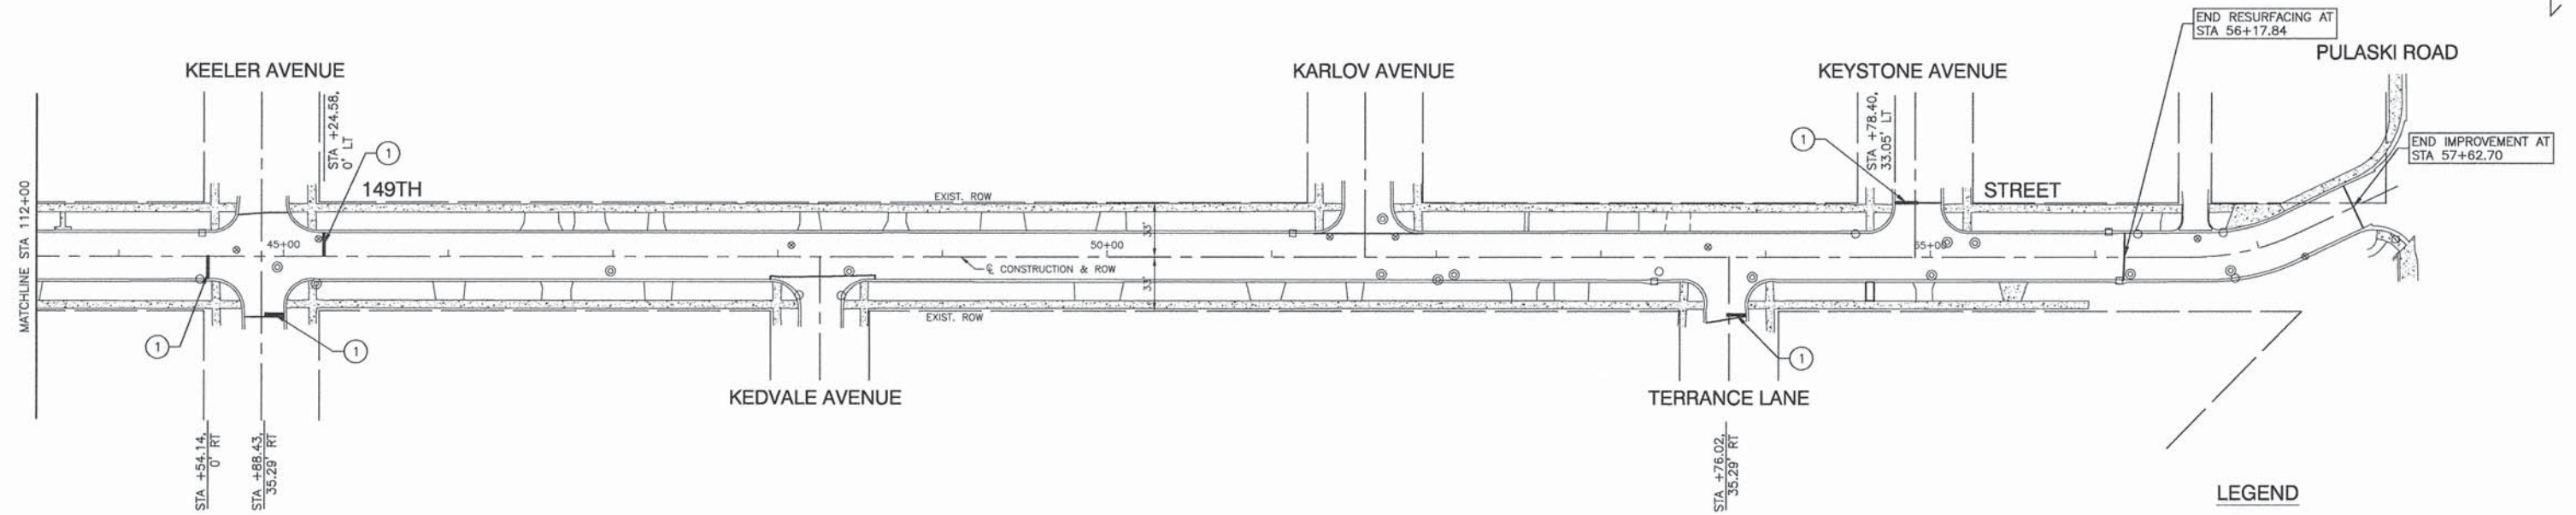 END RESURFACING AT
STA 56+17.84
PULASKI ROAD
KEELER AVENUE
KARLOV AVENUE
KEYSTONE AVENUE
STA +24.58,
0' LT
STA +78.40,
33.05' LT
1
1
END IMPROVEMENT AT
STA 57+62.70
149TH
STREET
EXIST. ROW
MATCHLINE STA 112+00
45+00
50+00
55+00
33'
33'
℄ CONSTRUCTION & ROW
EXIST. ROW
1
1
1
KEDVALE AVENUE
TERRANCE LANE
STA +54.14,
0' RT
STA +88.43,
35.29' RT
STA +76.02,
35.29' RT
LEGEND